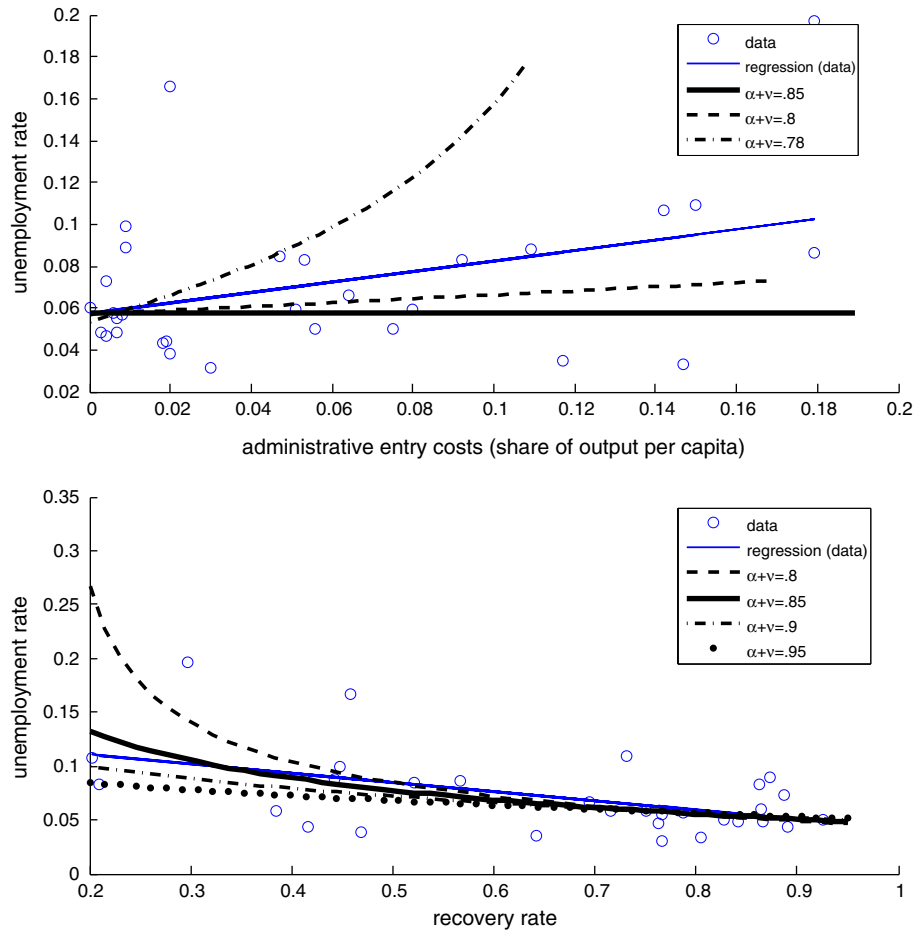 0.2
0.18
0.16
0.14
0.12
0.1
0.08
0.06
0.04
0.02
unemployment rate
data
regression (data)
α+ν=.85
α+ν=.8
α+ν=.78
0 0.02 0.04 0.06 0.08 0.1 0.12 0.14 0.16 0.18 0.2
administrative entry costs (share of output per capita)
0.35
0.3
0.25
0.2
0.15
0.1
0.05
0
unemployment rate
data
regression (data)
α+ν=.8
α+ν=.85
α+ν=.9
α+ν=.95
0.2 0.3 0.4 0.5 0.6 0.7 0.8 0.9 1
recovery rate